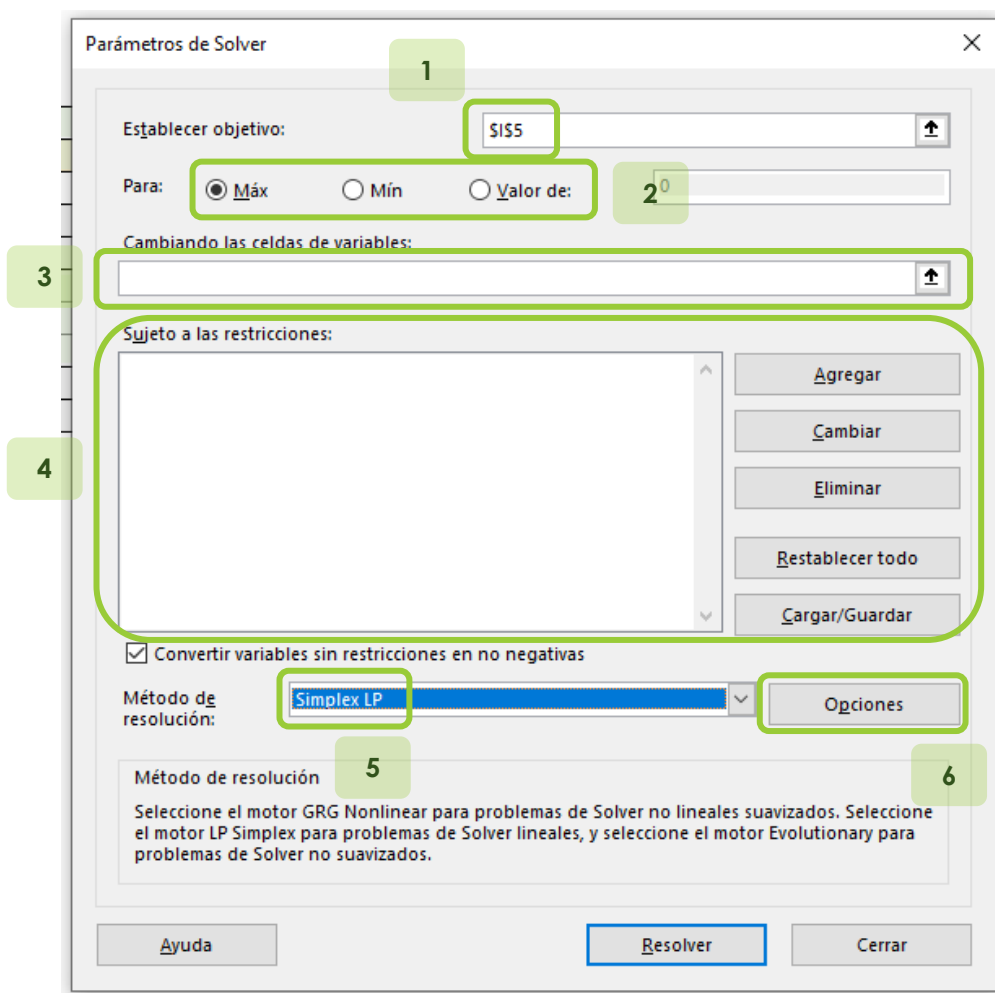 Parámetros de Solver
1
Establecer objetivo:
$I$5
Para:
Máx
Mín
Valor de:
2
0
Cambiando las celdas de variables:
3
Sujeto a las restricciones:
Agregar
Cambiar
4
Eliminar
Restablecer todo
Cargar/Guardar
Convertir variables sin restricciones en no negativas
Método de
resolución:
Simplex LP
Opciones
5
6
Método de resolución
Seleccione el motor GRG Nonlinear para problemas de Solver no lineales suavizados. Seleccione
el motor LP Simplex para problemas de Solver lineales, y seleccione el motor Evolutionary para
problemas de Solver no suavizados.
Ayuda
Resolver
Cerrar